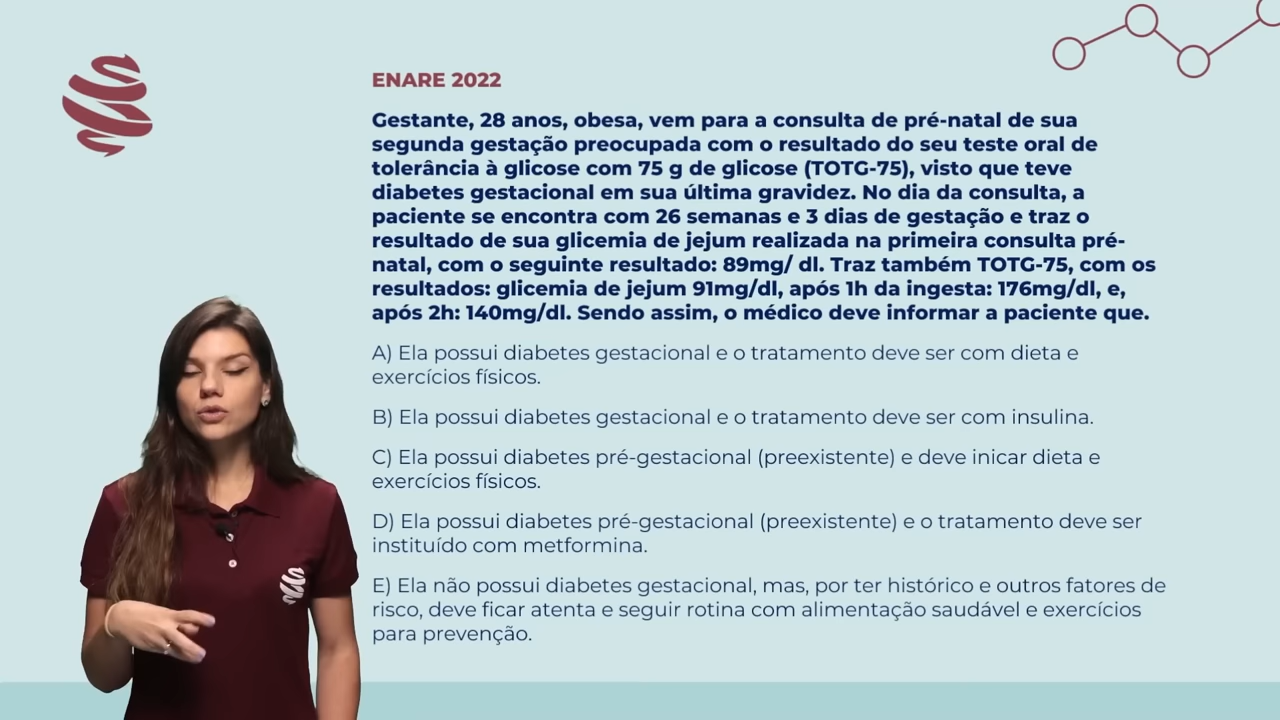 ENARE 2022
Gestante, 28 anos, obesa, vem para a consulta de pré-natal de sua
segunda gestação preocupada com o resultado do seu teste oral de
tolerância à glicose com 75 g de glicose (TOTG-75), visto que teve
diabetes gestacional em sua última gravidez. No dia da consulta, a
paciente se encontra com 26 semanas e 3 dias de gestação e traz o
resultado de sua glicemia de jejum realizada na primeira consulta pré-
natal, com o seguinte resultado: 89mg/ dl. Traz também TOTG-75, com os
resultados: glicemia de jejum 91mg/dl, após 1h da ingesta: 176mg/dl, e,
após 2h: 140mg/dl. Sendo assim, o médico deve informar a paciente que.
A) Ela possui diabetes gestacional e o tratamento deve ser com dieta e
exercícios físicos.
B) Ela possui diabetes gestacional e o tratamento deve ser com insulina.
C) Ela possui diabetes pré-gestacional (preexistente) e deve inicar dieta e
exercícios físicos.
D) Ela possui diabetes pré-gestacional (preexistente) e o tratamento deve ser
instituído com metformina.
E) Ela não possui diabetes gestacional, mas, por ter histórico e outros fatores de
risco, deve ficar atenta e seguir rotina com alimentação saudável e exercícios
para prevenção.